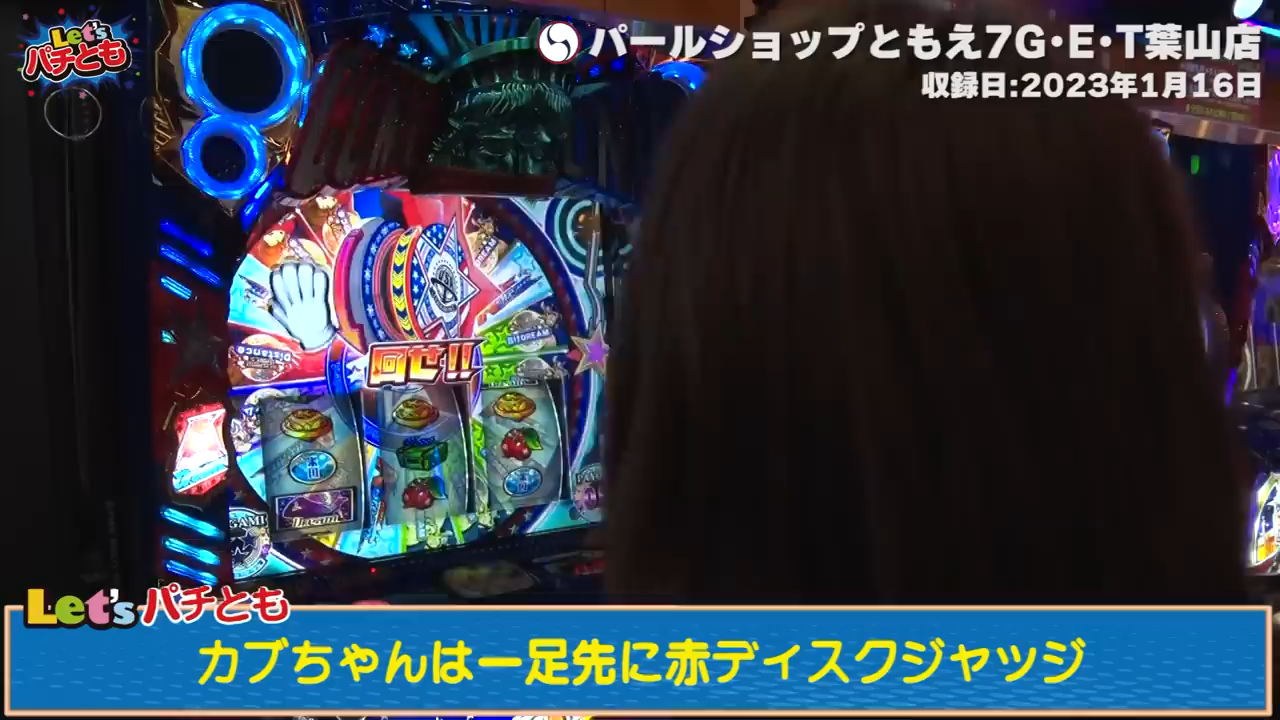 Let's
パチとも
パールショップともえ7G・E・T葉山店
収録日:2023年1月16日
BIGDREAM
Distance
回せ!!
Dream
Let'sパチとも
カブちゃんは一足先に赤ディスクジャッジ